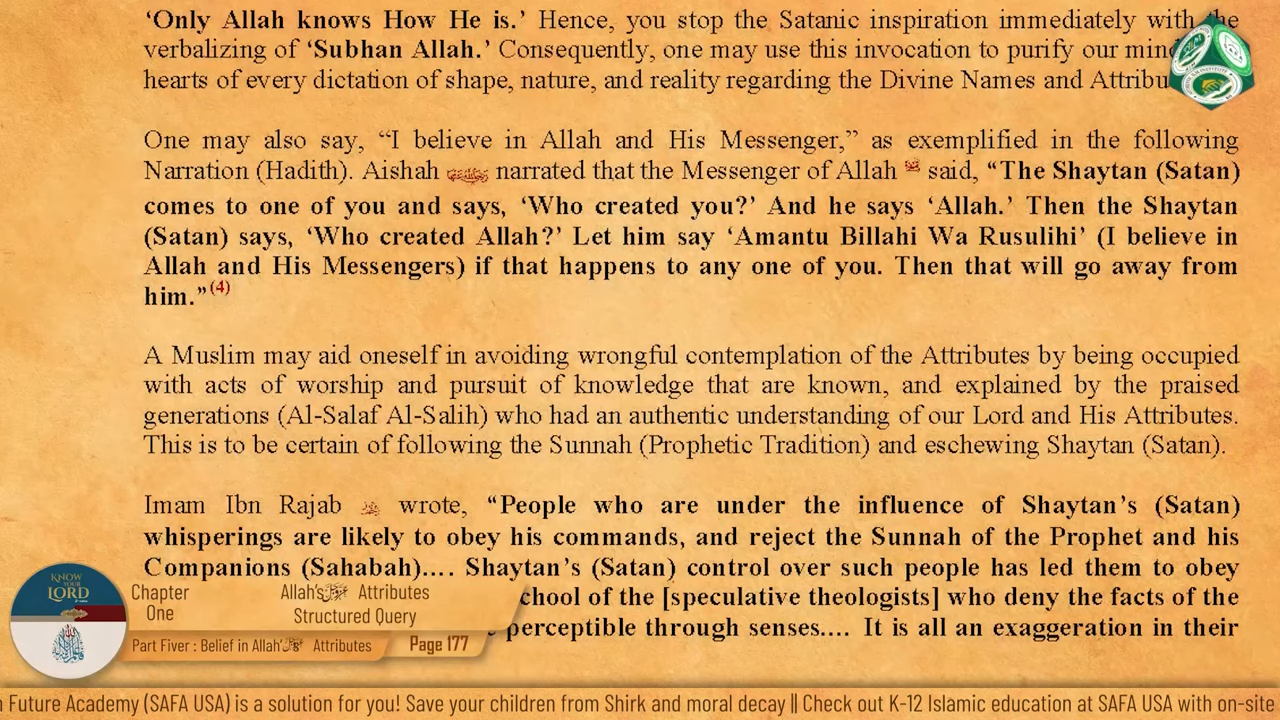 ‘Only Allah knows How He is.’ Hence, you stop the Satanic inspiration immediately with the
verbalizing of ‘Subhan Allah.’ Consequently, one may use this invocation to purify our mind
hearts of every dictation of shape, nature, and reality regarding the Divine Names and Attribu
One may also say, “I believe in Allah and His Messenger,” as exemplified in the following
Narration (Hadith). Aishah narrated that the Messenger of Allah ﷺ said, “The Shaytan (Satan)
comes to one of you and says, ‘Who created you?’ And he says ‘Allah.’ Then the Shaytan
(Satan) says, ‘Who created Allah?’ Let him say ‘Amantu Billahi Wa Rusulihi’ (I believe in
Allah and His Messengers) if that happens to any one of you. Then that will go away from
him.”(4)
A Muslim may aid oneself in avoiding wrongful contemplation of the Attributes by being occupied
with acts of worship and pursuit of knowledge that are known, and explained by the praised
generations (Al-Salaf Al-Salih) who had an authentic understanding of our Lord and His Attributes.
This is to be certain of following the Sunnah (Prophetic Tradition) and eschewing Shaytan (Satan).
Imam Ibn Rajab wrote, “People who are under the influence of Shaytan’s (Satan)
whisperings are likely to obey his commands, and reject the Sunnah of the Prophet and his
Companions (Sahabah)…. Shaytan’s (Satan) control over such people has led them to obey
chool of the [speculative theologists] who deny the facts of the
perceptible through senses…. It is all an exaggeration in their
KNOW
YOUR
LORD
Chapter
One
Allah’s Attributes
Structured Query
Part Fiver : Belief in Allah’s Attributes
Page 177
Future Academy (SAFA USA) is a solution for you! Save your children from Shirk and moral decay || Check out K-12 Islamic education at SAFA USA with on-site